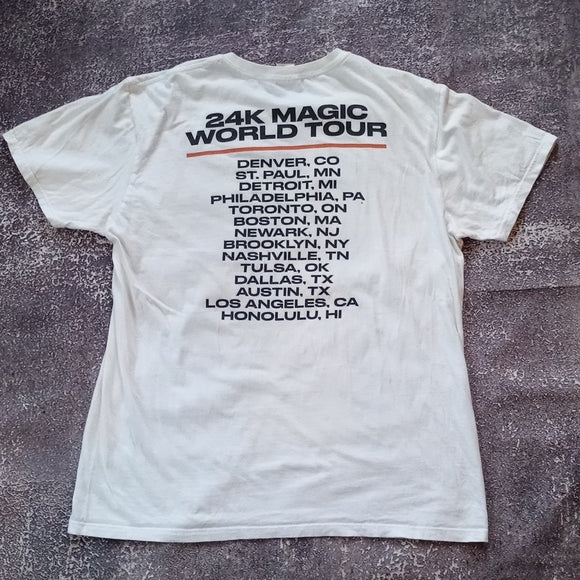 24K MAGIC
WORLD TOUR
DENVER, CO
ST. PAUL, MN
DETROIT, MI
PHILADELPHIA, PA
TORONTO, ON
BOSTON, MA
NEWARK, NJ
BROOKLYN, NY
NASHVILLE, TN
TULSA, OK
DALLAS, TX
AUSTIN, TX
LOS ANGELES, CA
HONOLULU, HI